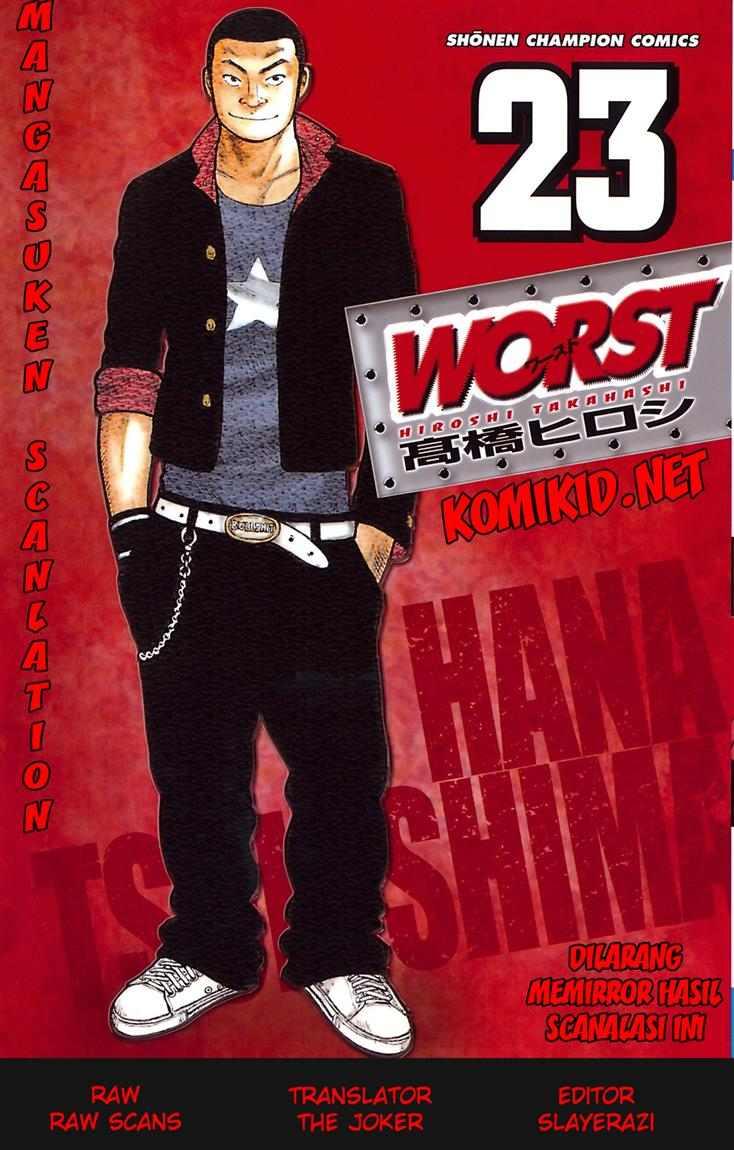 MANGASUKEN SCANLATION
SHŌNEN CHAMPION COMICS
23
WORST
ワースト
HIROSHI TAKAHASHI
髙橋ヒロシ
KOMIKID.NET
HANA
TSUKISHIMA
DILARANG
MEMIRROR HASIL
SCANALASI INI
RAW
RAW SCANS
TRANSLATOR
THE JOKER
EDITOR
SLAYERAZI